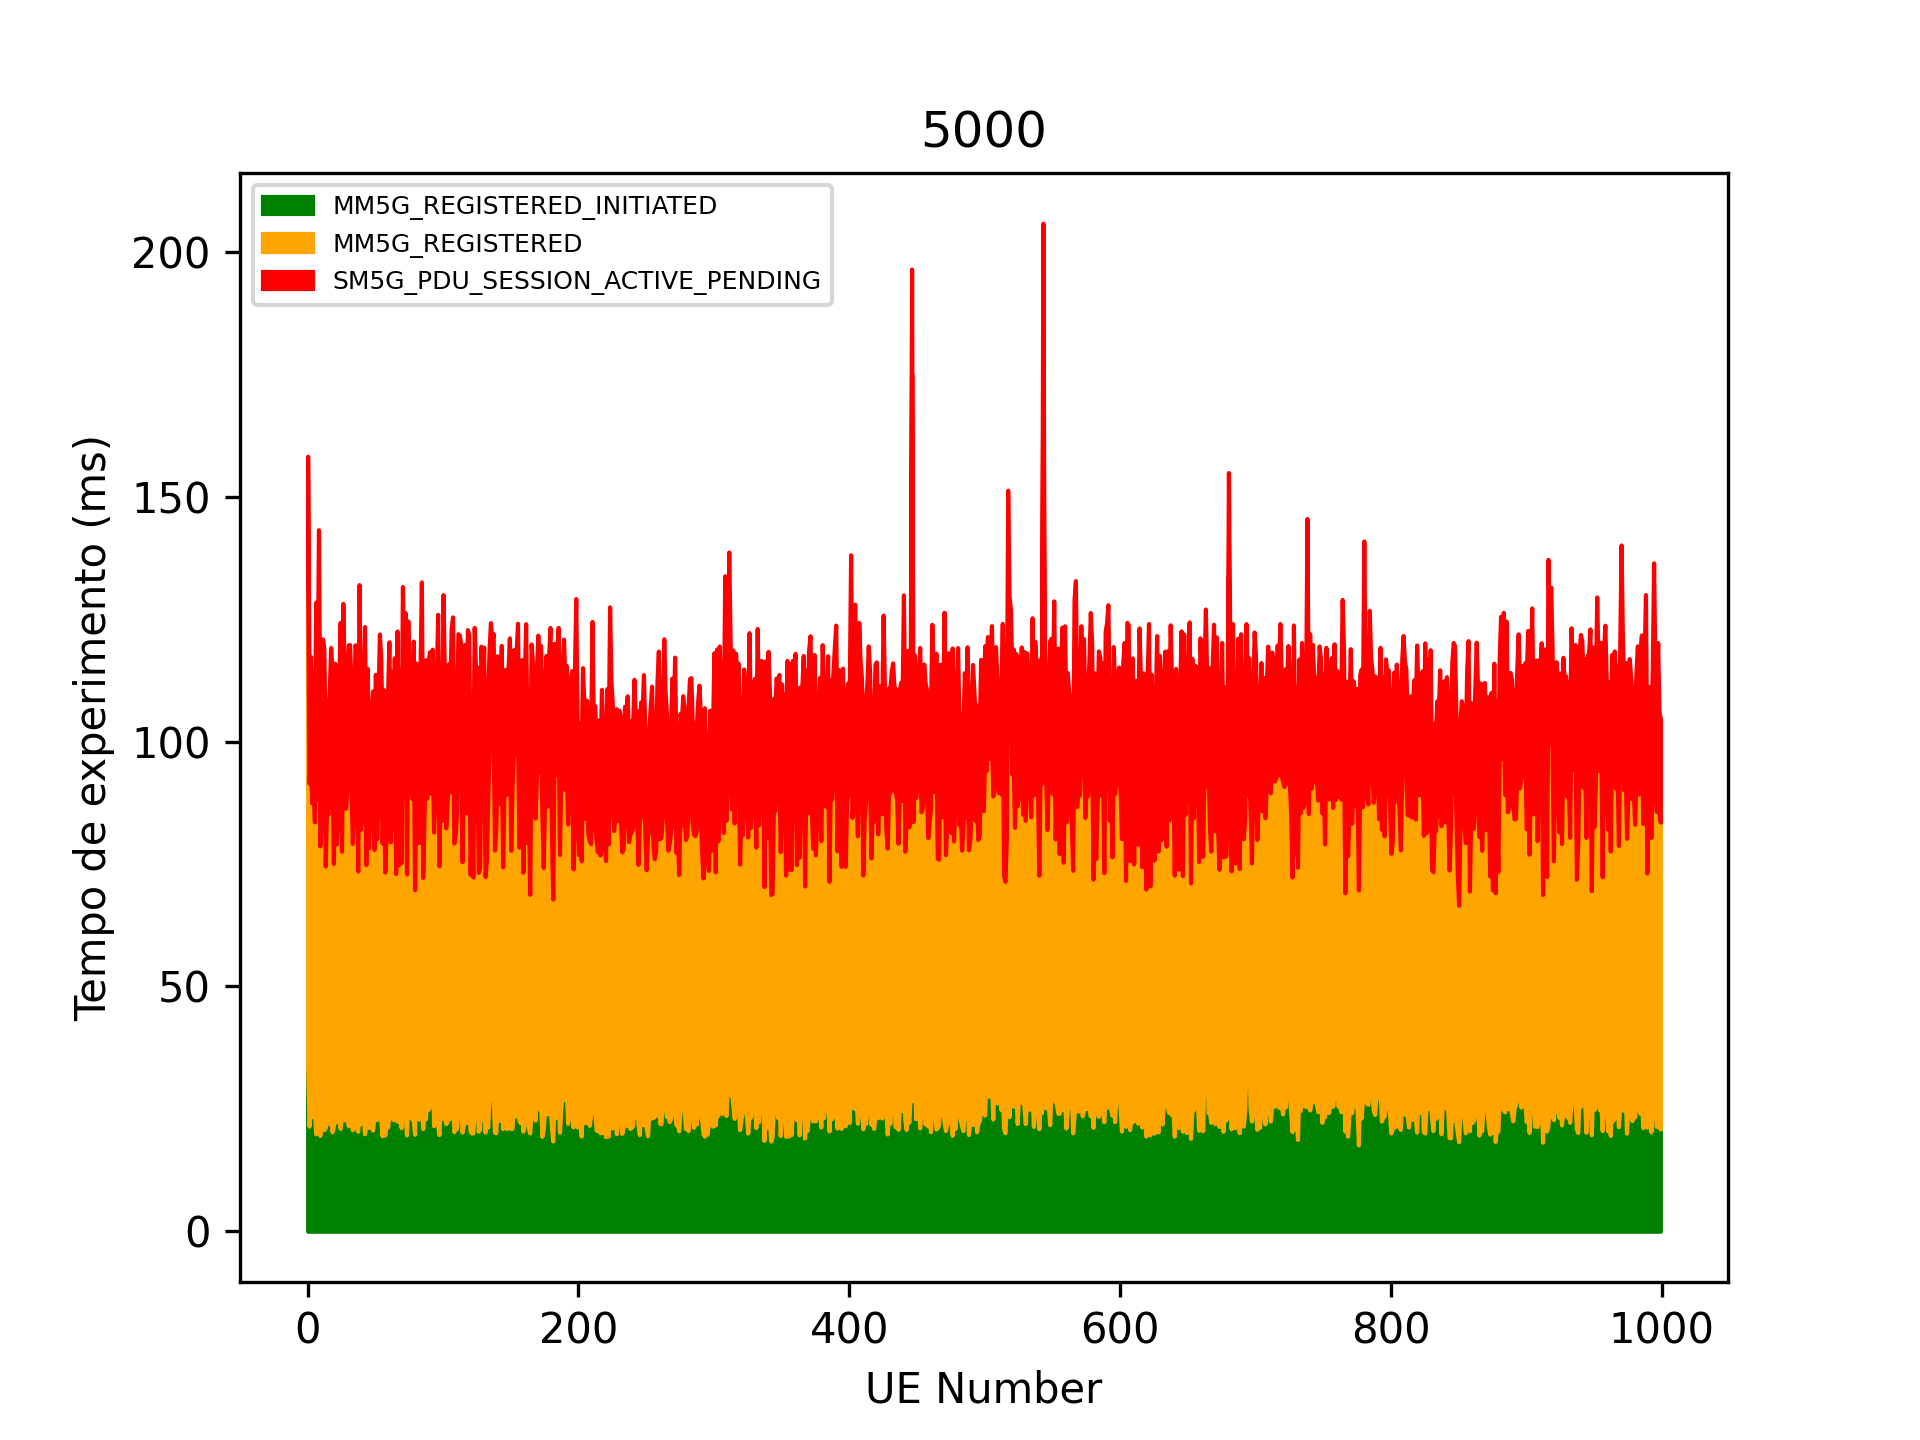 5000
MM5G_REGISTERED_INITIATED
MM5G_REGISTERED
SM5G_PDU_SESSION_ACTIVE_PENDING
Tempo de experimento (ms)
200
150
100
50
0
0 200 400 600 800 1000
UE Number